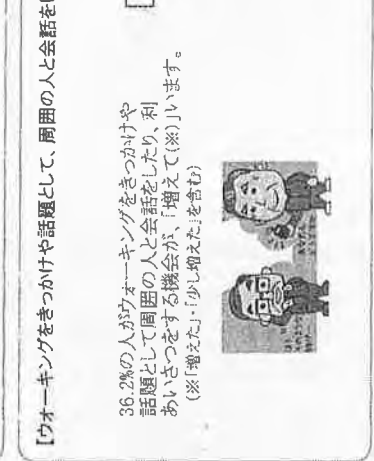 【ウォーキングをきっかけや話題として、周囲の人と会話を
36.2%の人がウォーキングをきっかけや
話題として周囲の人と会話をしたり、利
あいさつをする機会が、「増えて(※)」います。
(※「増えた」・「少し増えた」を含む)